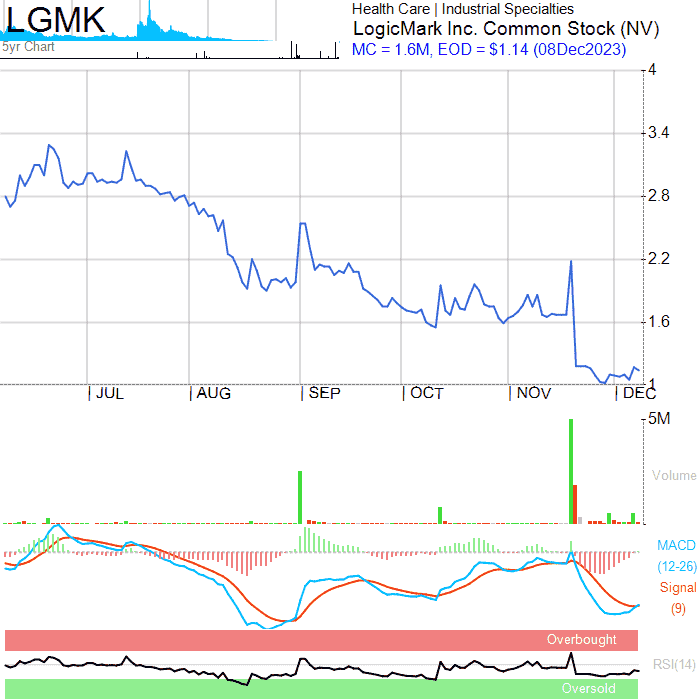 LGMK
5yr Chart
Health Care | Industrial Specialties
LogicMark Inc. Common Stock (NV)
MC = 1.6M, EOD = $1.14 (08Dec2023)
4
3.4
2.8
2.2
1.6
1
JUL AUG SEP OCT NOV DEC
5M
Volume
MACD
(12-26)
Signal
(9)
Overbought
RSI(14)
Oversold